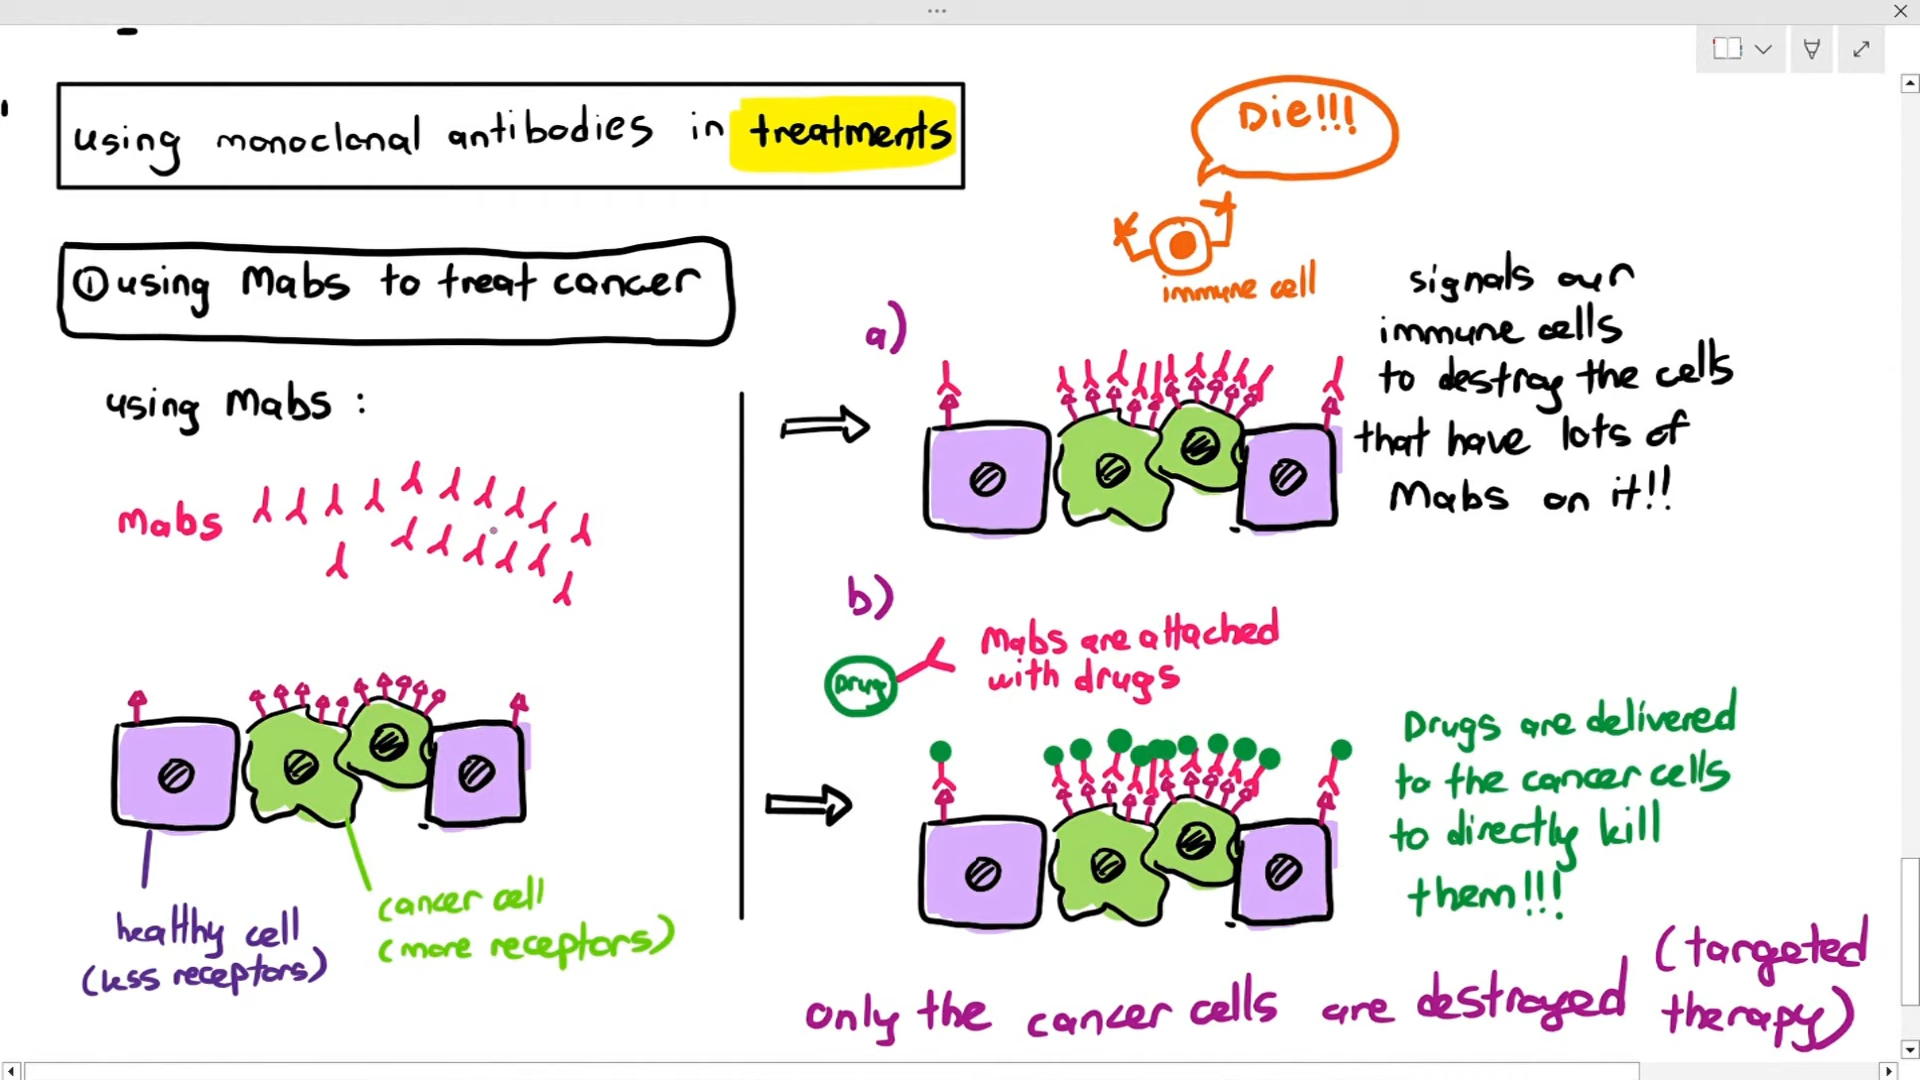 using monoclonal antibodies in treatments
① using Mabs to treat cancer
using Mabs :
Mabs
healthy cell
(less receptors)
cancer cell
(more receptors)
Die!!!
immune cell
a)
signals our
immune cells
to destroy the cells
that have lots of
Mabs on it!!
b)
Drug
Mabs are attached
with drugs
Drugs are delivered
to the cancer cells
to directly kill
them!!!
only the cancer cells are destroyed (targeted
therapy)